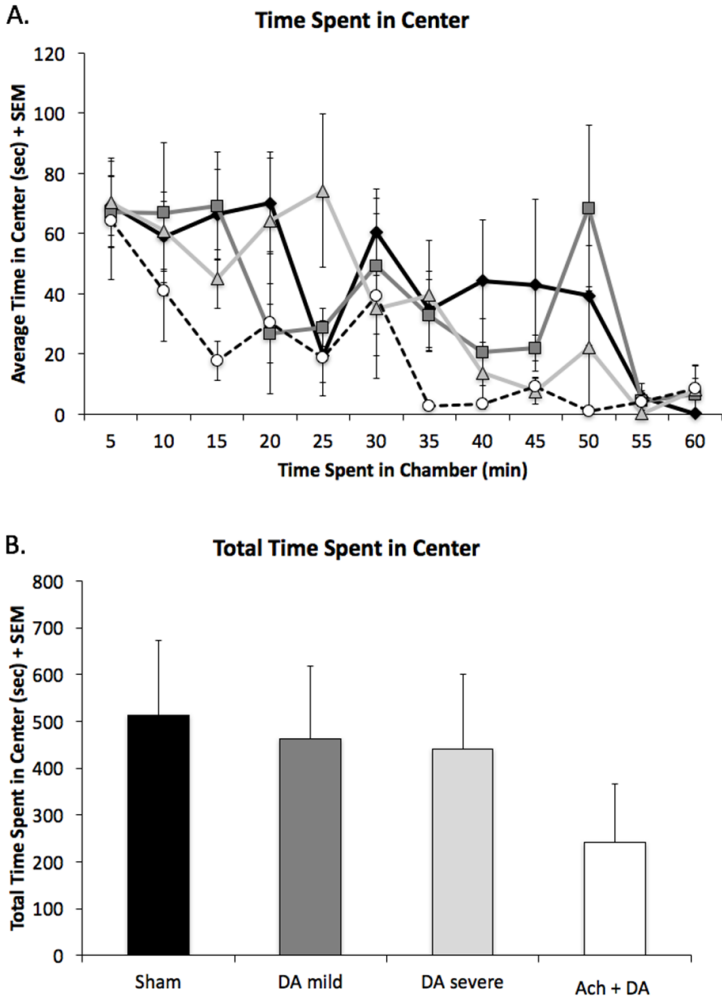 A.
Time Spent in Center
Average Time in Center (sec) + SEM
120
100
80
60
40
20
0
5 10 15 20 25 30 35 40 45 50 55 60
Time Spent in Chamber (min)
B.
Total Time Spent in Center
Total Time Spent in Center (sec) + SEM
800
700
600
500
400
300
200
100
0
Sham DA mild DA severe Ach + DA